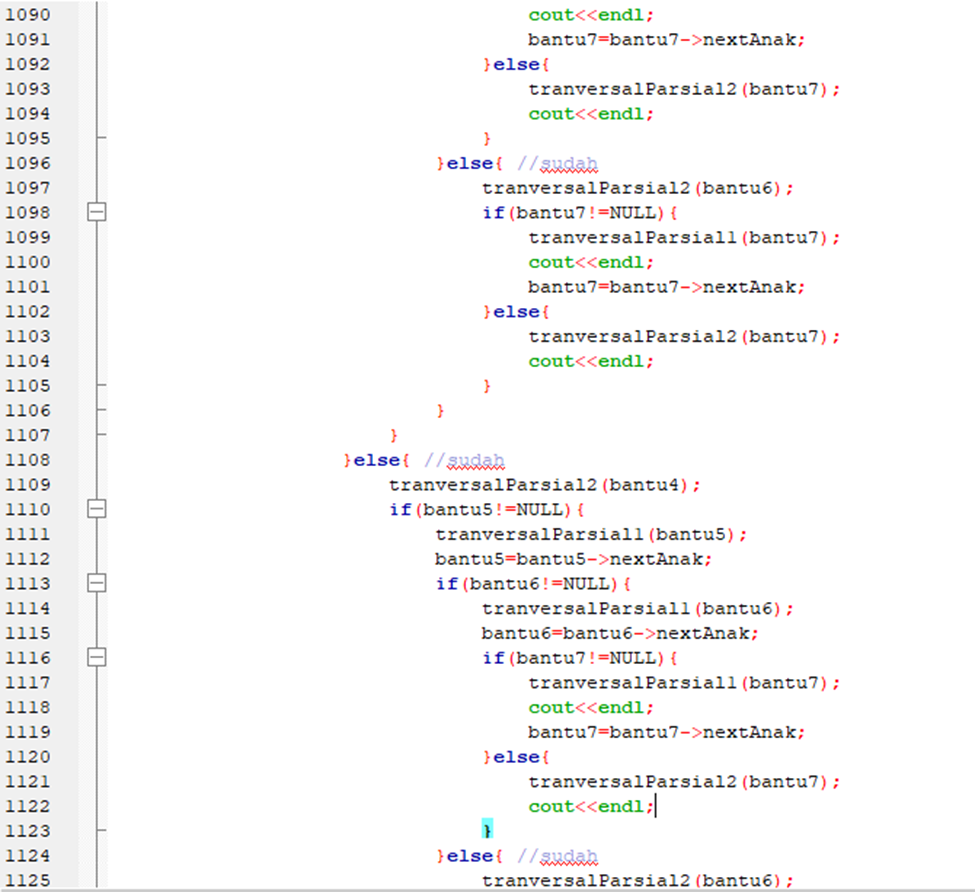 1090 cout<<endl;
1091 bantu7=bantu7->nextAnak;
1092 }else{
1093 tranversalParsial2(bantu7);
1094 cout<<endl;
1095 }
1096 }else{ //sudah
1097 tranversalParsial2(bantu6);
1098 if(bantu7!=NULL){
1099 tranversalParsial1(bantu7);
1100 cout<<endl;
1101 bantu7=bantu7->nextAnak;
1102 }else{
1103 tranversalParsial2(bantu7);
1104 cout<<endl;
1105 }
1106 }
1107 }
1108 }else{ //sudah
1109 tranversalParsial2(bantu4);
1110 if(bantu5!=NULL){
1111 tranversalParsial1(bantu5);
1112 bantu5=bantu5->nextAnak;
1113 if(bantu6!=NULL){
1114 tranversalParsial1(bantu6);
1115 bantu6=bantu6->nextAnak;
1116 if(bantu7!=NULL){
1117 tranversalParsial1(bantu7);
1118 cout<<endl;
1119 bantu7=bantu7->nextAnak;
1120 }else{
1121 tranversalParsial2(bantu7);
1122 cout<<endl;
1123 }
1124 }else{ //sudah
1125 tranversalParsial2(bantu6);